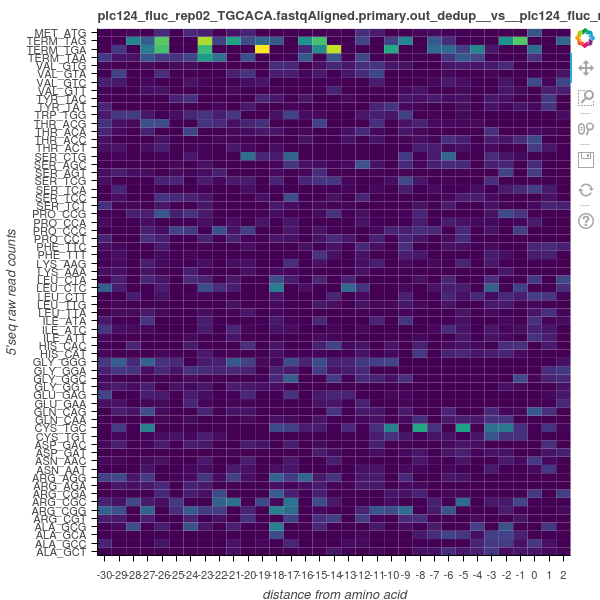 plc124_fluc_rep02_TGCACA.fastqAligned.primary.out_dedup__vs__plc124_fluc_r
MET_ATG
TERM_TAG
TERM_TGA
TERM_TAA
VAL_GTG
VAL_GTA
VAL_GTC
VAL_GTT
TYR_TAC
TYR_TAT
TRP_TGG
THR_ACG
THR_ACA
THR_ACC
THR_ACT
SER_CTG
SER_AGC
SER_AGT
SER_TCG
SER_TCA
SER_TCC
SER_TCT
PRO_CCG
PRO_CCA
PRO_CCC
PRO_CCT
PHE_TTC
PHE_TTT
LYS_AAG
LYS_AAA
LEU_CTA
LEU_CTC
LEU_CTT
LEU_TTG
LEU_TTA
ILE_ATA
ILE_ATC
ILE_ATT
HIS_CAC
HIS_CAT
GLY_GGG
GLY_GGA
GLY_GGC
GLY_GGT
GLU_GAG
GLU_GAA
GLN_CAG
GLN_CAA
CYS_TGC
CYS_TGT
ASP_GAC
ASP_GAT
ASN_AAC
ASN_AAT
ARG_AGG
ARG_AGA
ARG_CGA
ARG_CGC
ARG_CGG
ARG_CGT
ALA_GCG
ALA_GCA
ALA_GCC
ALA_GCT
5'seq raw read counts
-30 -29 -28 -27 -26 -25 -24 -23 -22 -21 -20 -19 -18 -17 -16 -15 -14 -13 -12 -11 -10 -9 -8 -7 -6 -5 -4 -3 -2 -1 0 1 2
distance from amino acid